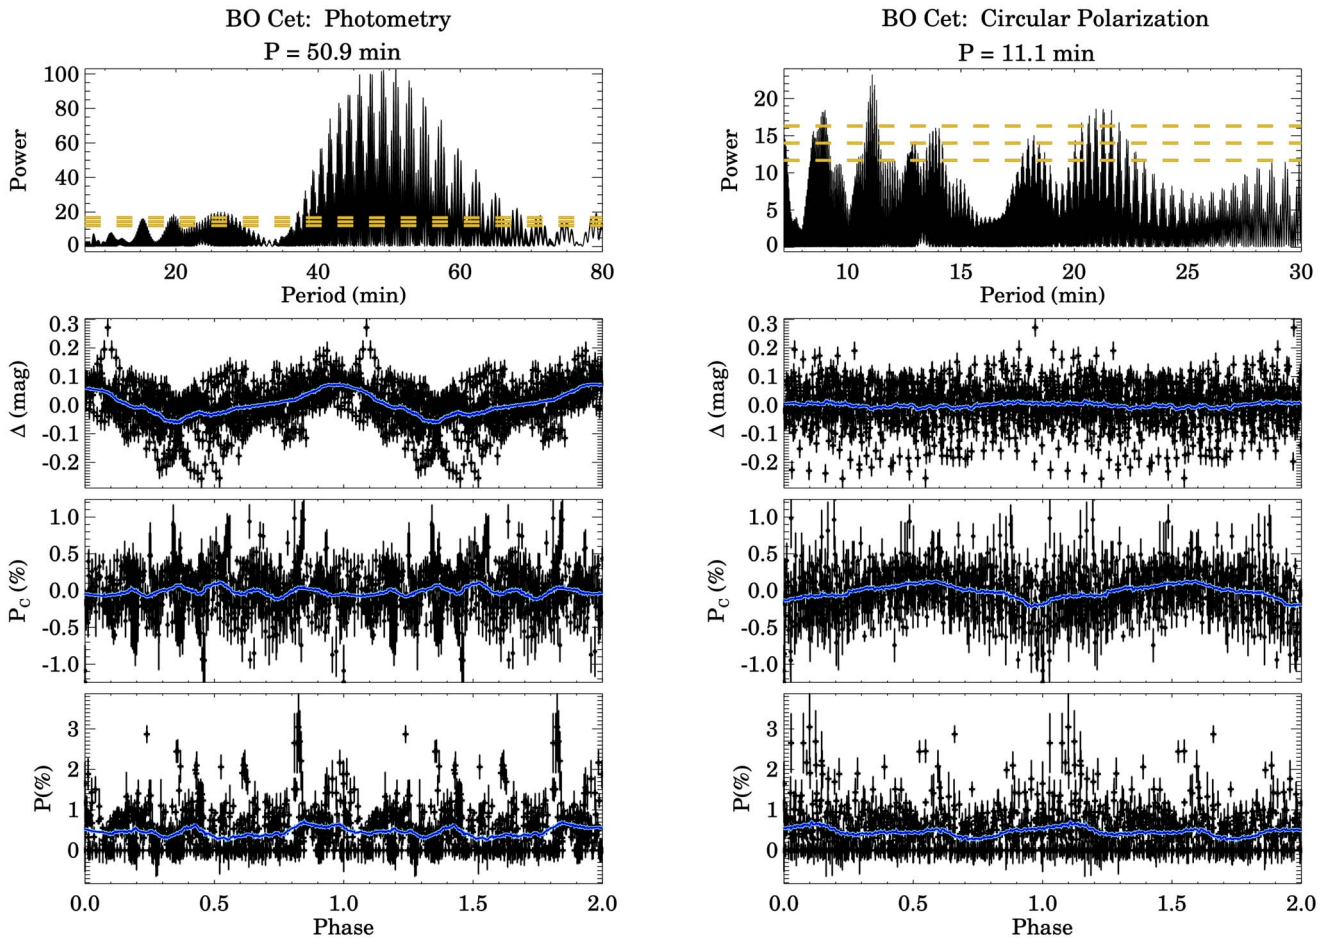 BO Cet: Photometry
P = 50.9 min
100
80
60
40
20
0
Power
20 40 60 80
Period (min)
0.3
0.2
0.1
0.0
-0.1
-0.2
Δ (mag)
1.0
0.5
0.0
-0.5
-1.0
P_C (%)
3
2
1
0
P(%)
0.0 0.5 1.0 1.5 2.0
Phase
BO Cet: Circular Polarization
P = 11.1 min
20
15
10
5
0
Power
10 15 20 25 30
Period (min)
0.3
0.2
0.1
0.0
-0.1
-0.2
Δ (mag)
1.0
0.5
0.0
-0.5
-1.0
P_C (%)
3
2
1
0
P(%)
0.0 0.5 1.0 1.5 2.0
Phase